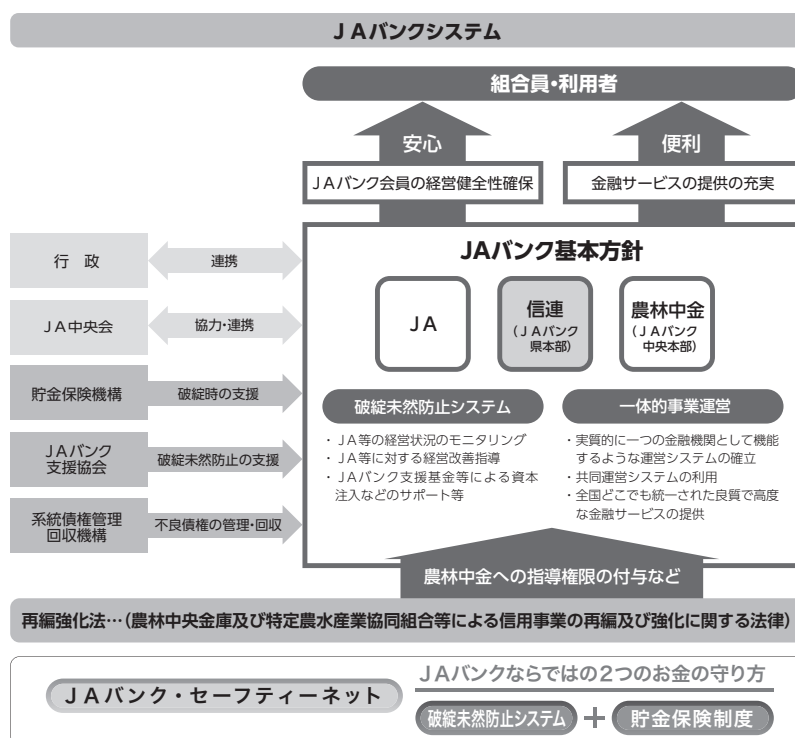 ＪＡバンクシステム
組合員・利用者
安心
便利
ＪＡバンク会員の経営健全性確保
金融サービスの提供の充実
JAバンク基本方針
行　政
連携
ＪＡ中央会
協力・連携
貯金保険機構
破綻時の支援
ＪＡバンク
支援協会
破綻未然防止の支援
系統債権管理
回収機構
不良債権の管理・回収
ＪＡ
信連
（ＪＡバンク
県本部）
農林中金
（ＪＡバンク
中央本部）
破綻未然防止システム
・ＪＡ等の経営状況のモニタリング
・ＪＡ等に対する経営改善指導
・ＪＡバンク支援基金等による資本
注入などのサポート等
一体的事業運営
・実質的に一つの金融機関として機能
するような運営システムの確立
・共同運営システムの利用
・全国どこでも統一された良質で高度
な金融サービスの提供
農林中金への指導権限の付与など
再編強化法…（農林中央金庫及び特定農水産業協同組合等による信用事業の再編及び強化に関する法律）
ＪＡバンク・セーフティーネット
ＪＡバンクならではの２つのお金の守り方
破綻未然防止システム ＋ 貯金保険制度